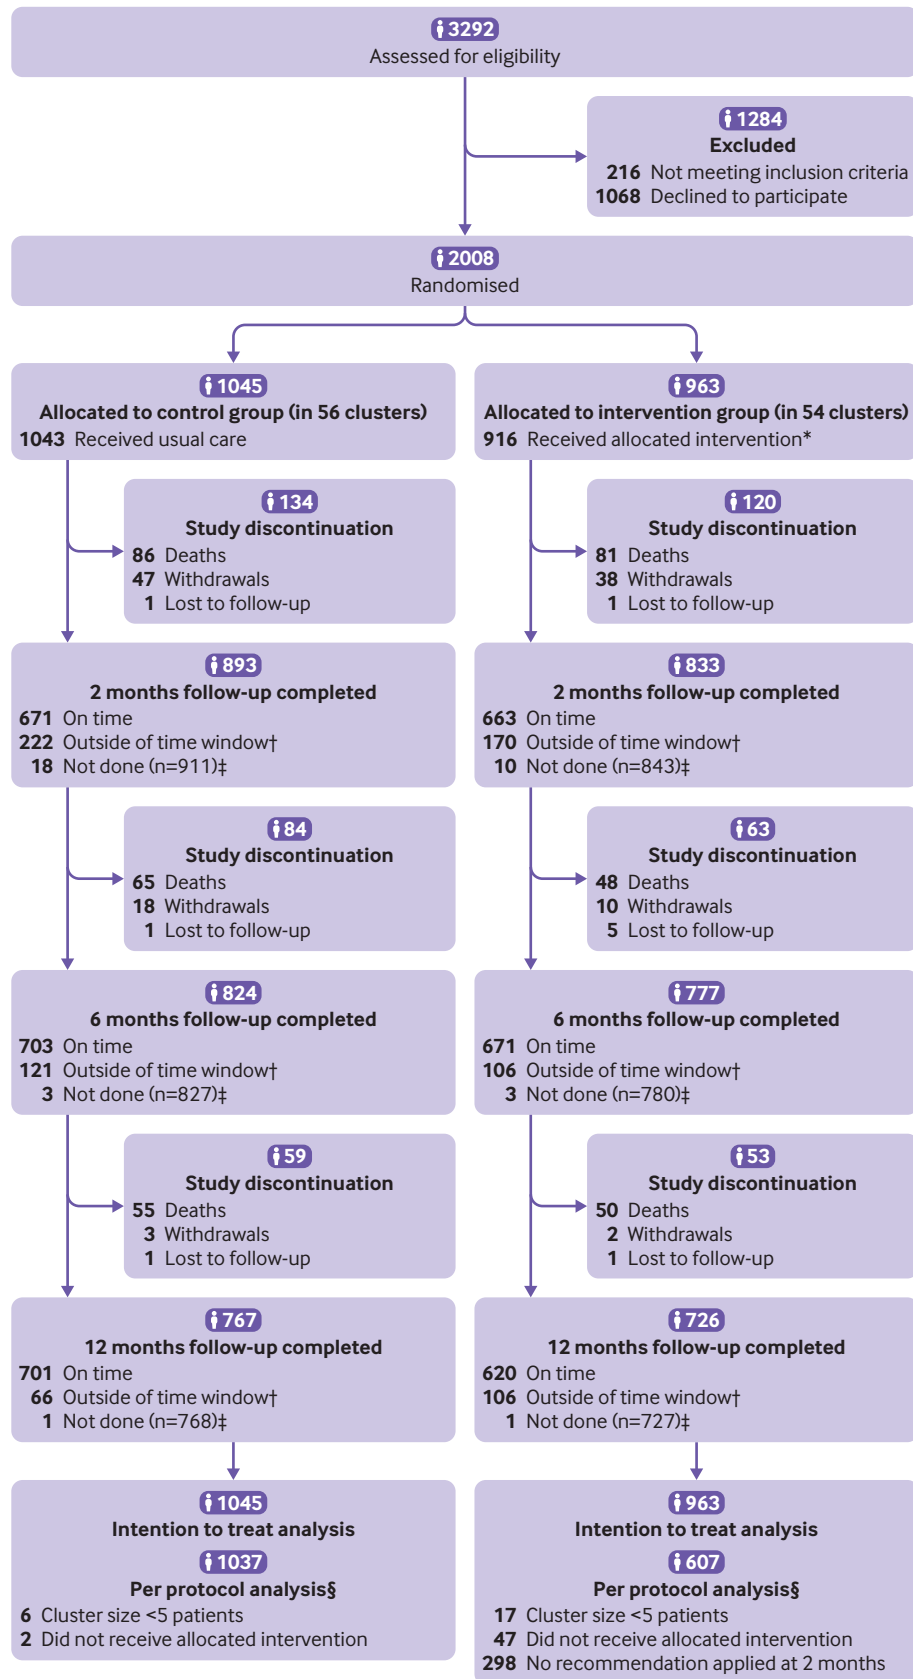 3292
Assessed for eligibility
1284
Excluded
216 Not meeting inclusion criteria
1068 Declined to participate
2008
Randomised
1045
Allocated to control group (in 56 clusters)
1043 Received usual care
963
Allocated to intervention group (in 54 clusters)
916 Received allocated intervention*
134
Study discontinuation
86 Deaths
47 Withdrawals
1 Lost to follow-up
120
Study discontinuation
81 Deaths
38 Withdrawals
1 Lost to follow-up
893
2 months follow-up completed
671 On time
222 Outside of time window†
18 Not done (n=911)‡
833
2 months follow-up completed
663 On time
170 Outside of time window†
10 Not done (n=843)‡
84
Study discontinuation
65 Deaths
18 Withdrawals
1 Lost to follow-up
63
Study discontinuation
48 Deaths
10 Withdrawals
5 Lost to follow-up
824
6 months follow-up completed
703 On time
121 Outside of time window†
3 Not done (n=827)‡
777
6 months follow-up completed
671 On time
106 Outside of time window†
3 Not done (n=780)‡
59
Study discontinuation
55 Deaths
3 Withdrawals
1 Lost to follow-up
53
Study discontinuation
50 Deaths
2 Withdrawals
1 Lost to follow-up
767
12 months follow-up completed
701 On time
66 Outside of time window†
1 Not done (n=768)‡
726
12 months follow-up completed
620 On time
106 Outside of time window†
1 Not done (n=727)‡
1045
Intention to treat analysis
1037
Per protocol analysis§
6 Cluster size <5 patients
2 Did not receive allocated intervention
963
Intention to treat analysis
607
Per protocol analysis§
17 Cluster size <5 patients
47 Did not receive allocated intervention
298 No recommendation applied at 2 months